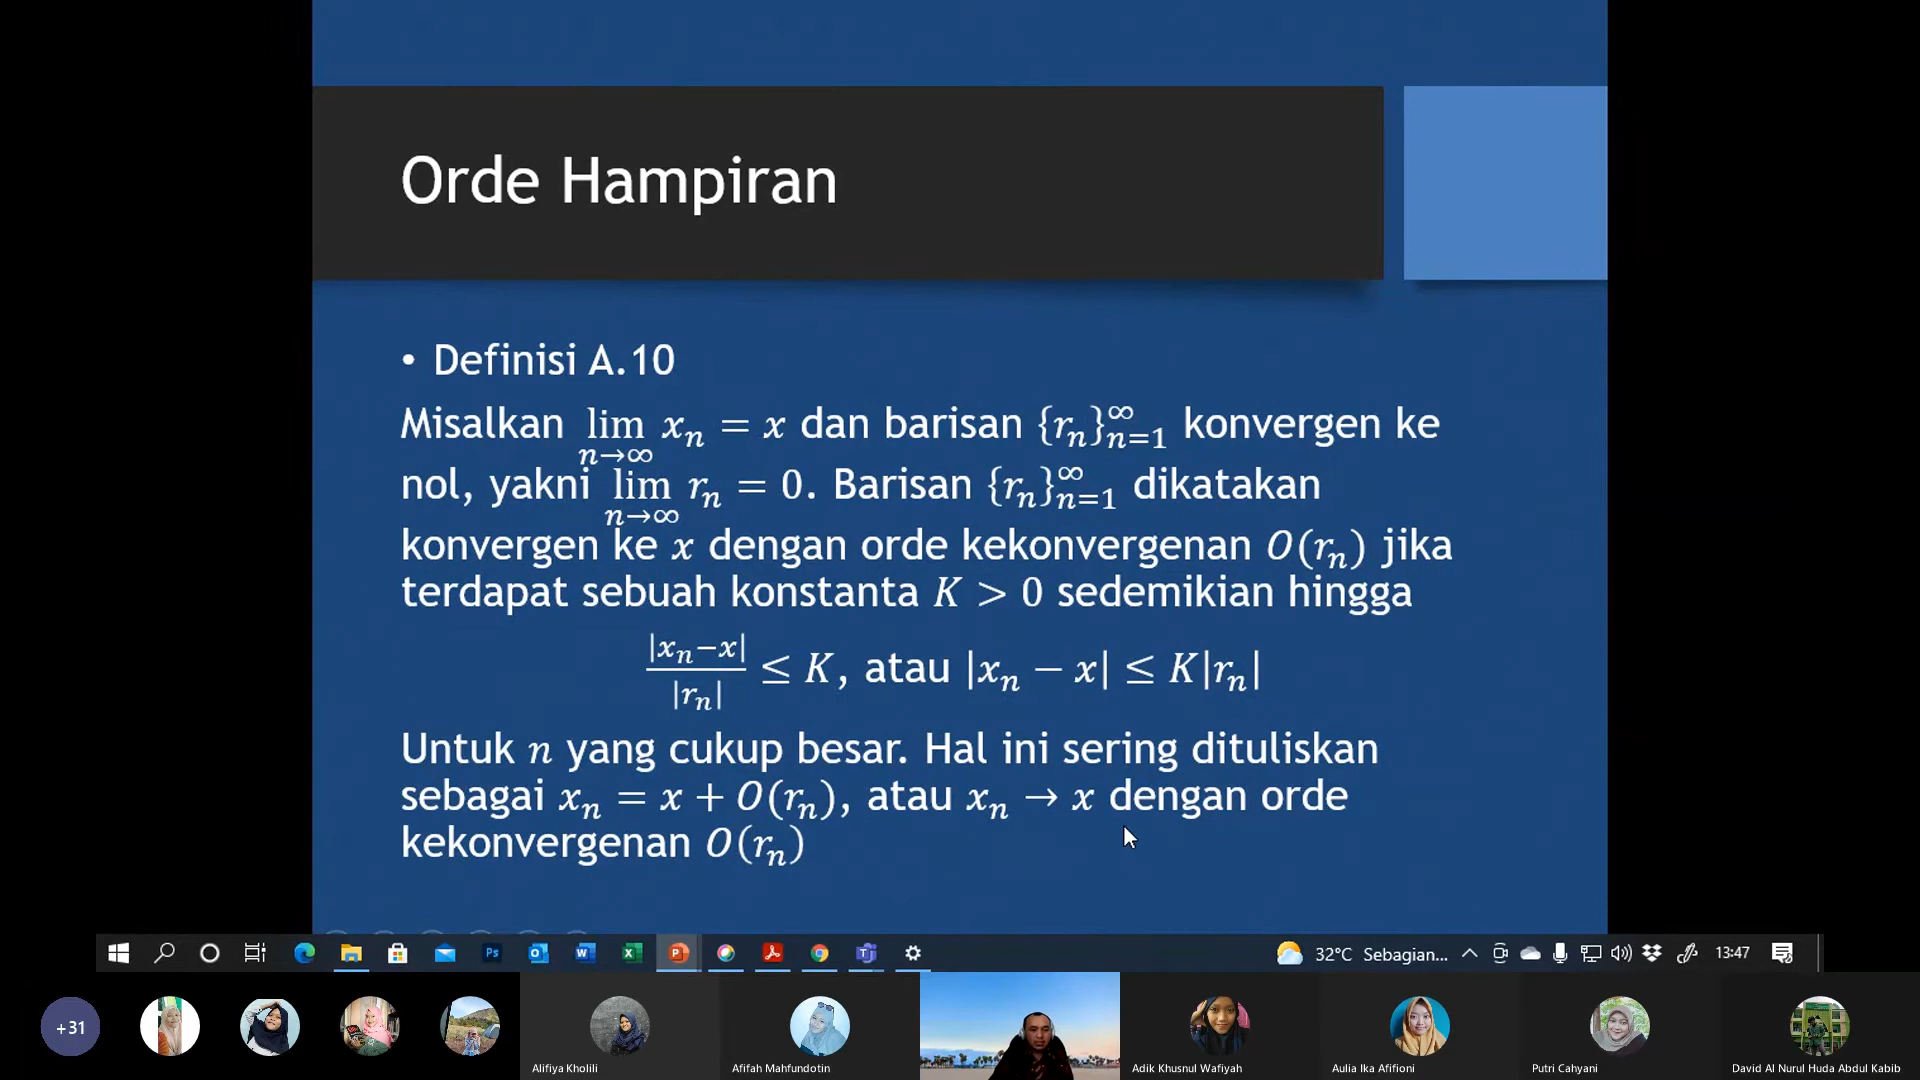 Orde Hampiran
• Definisi A.10
Misalkan lim_{n→∞} x_n = x dan barisan {r_n}_{n=1}^∞ konvergen ke
nol, yakni lim_{n→∞} r_n = 0. Barisan {r_n}_{n=1}^∞ dikatakan
konvergen ke x dengan orde kekonvergenan O(r_n) jika
terdapat sebuah konstanta K > 0 sedemikian hingga
|x_n−x|/|r_n| ≤ K, atau |x_n − x| ≤ K|r_n|
Untuk n yang cukup besar. Hal ini sering dituliskan
sebagai x_n = x + O(r_n), atau x_n → x dengan orde
kekonvergenan O(r_n)
32°C Sebagian... 13:47
+31
Alifiya Kholili
Afifah Mahfundotin
Adik Khusnul Wafiyah
Aulia Ika Afifioni
Putri Cahyani
David Al Nurul Huda Abdul Kabib